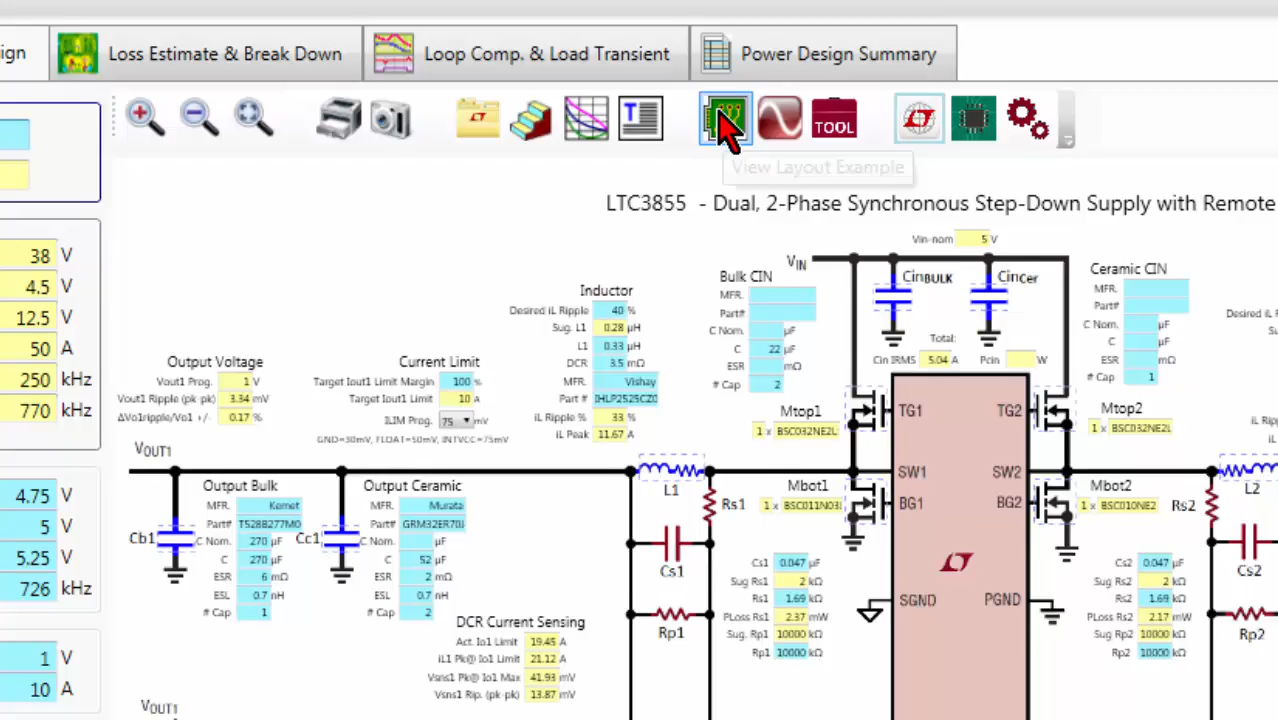 ign
Loss Estimate & Break Down
Loop Comp. & Load Transient
Power Design Summary
TOOL
View Layout Example
LTC3855 - Dual, 2-Phase Synchronous Step-Down Supply with Remote
38 V
4.5 V
12.5 V
50 A
250 kHz
770 kHz
4.75 V
5 V
5.25 V
726 kHz
1 V
10 A
Vin-nom 5 V
VIN
Bulk CIN
MFR.
Part#
C Nom. µF
C 22 µF
ESR mΩ
# Cap 2
CinBULK
CinCer
Total:
Cin IRMS 5.04 A
Pcin W
Ceramic CIN
MFR.
Part#
C Nom. µF
C µF
ESR mΩ
# Cap 1
Inductor
Desired iL Ripple 40 %
Sug. L1 0.28 µH
L1 0.33 µH
DCR 3.5 mΩ
MFR. Vishay
Part # IHLP2525CZ0
iL Ripple % 33 %
iL Peak 11.67 A
Desired iL
Output Voltage
Vout1 Prog. 1 V
Vout1 Ripple (pk-pk) 3.34 mV
ΔVo1ripple/Vo1 +/- 0.17 %
Current Limit
Target Iout1 Limit Margin 100 %
Target Iout1 Limit 10 A
ILIM Prog. 75 mV
GND=30mV, FLOAT=50mV, INTVCC=75mV
Mtop1
1 x BSC032NE2L
TG1
TG2
Mtop2
1 x BSC032NE2L
VOUT1
SW1
SW2
L1
L2
Rs1
Mbot1
1 x BSC011N03L
BG1
BG2
Mbot2
1 x BSC010NE2
Rs2
Output Bulk
MFR. Kemet
Part# T528B277M0
C Nom. 270 µF
C 270 µF
ESR 6 mΩ
ESL 0.7 nH
# Cap 1
Cb1
Output Ceramic
MFR. Murata
Part# GRM32ER70J
C Nom. µF
C 52 µF
ESR 2 mΩ
ESL 0.7 nH
# Cap 2
Cc1
Cs1
Rp1
Cs1 0.047 µF
Sug Rs1 2 kΩ
Rs1 1.69 kΩ
PLoss Rs1 2.37 mW
Sug. Rp1 10000 kΩ
Rp1 10000 kΩ
SGND
PGND
Cs2 0.047 µF
Sug Rs2 2 kΩ
Rs2 1.69 kΩ
PLoss Rs2 2.17 mW
Sug. Rp2 10000 kΩ
Rp2 10000 kΩ
Cs2
Rp2
DCR Current Sensing
Act. Io1 Limit 19.45 A
iL1 Pk@ Io1 Limit 21.12 A
Vsns1 Pk@ Io1 Max 41.93 mV
Vsns1 Rip. (pk-pk) 13.87 mV
VOUT1